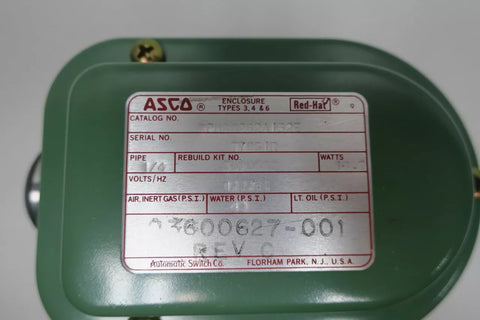 ASCO ® ENCLOSURE TYPES 3, 4 & 6 Red-Hat ®
CATALOG NO.
SERIAL NO.
PIPE 1/4 REBUILD KIT NO. WATTS
VOLTS/HZ
AIR, INERT GAS (P.S.I.) WATER (P.S.I.) LT. OIL (P.S.I.)
600627-001
REV C
Automatic Switch Co. FLORHAM PARK, N.J., U.S.A.